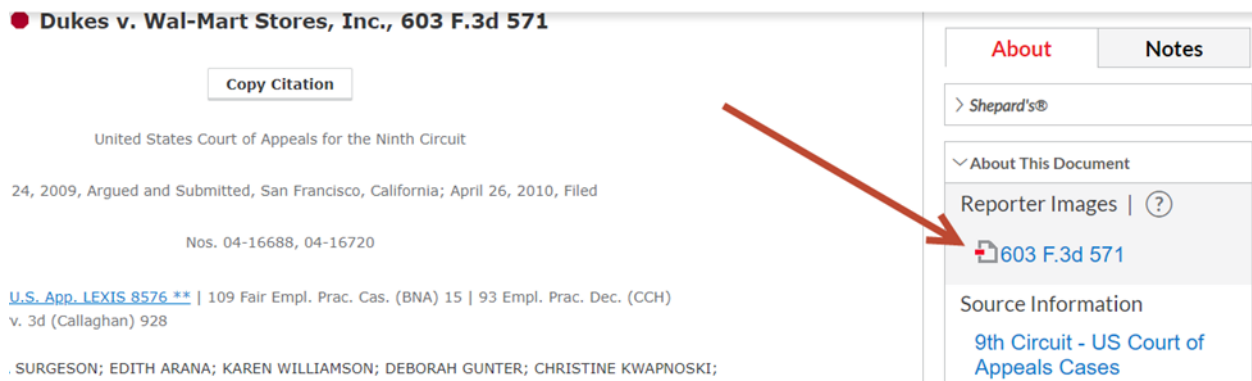 Dukes v. Wal-Mart Stores, Inc., 603 F.3d 571
Copy Citation
United States Court of Appeals for the Ninth Circuit
24, 2009, Argued and Submitted, San Francisco, California; April 26, 2010, Filed
Nos. 04-16688, 04-16720
U.S. App. LEXIS 8576 ** | 109 Fair Empl. Prac. Cas. (BNA) 15 | 93 Empl. Prac. Dec. (CCH)
v. 3d (Callaghan) 928
. SURGESON; EDITH ARANA; KAREN WILLIAMSON; DEBORAH GUNTER; CHRISTINE KWAPNOSKI;
About Notes
Shepard's®
About This Document
Reporter Images | ?
603 F.3d 571
Source Information
9th Circuit - US Court of
Appeals Cases